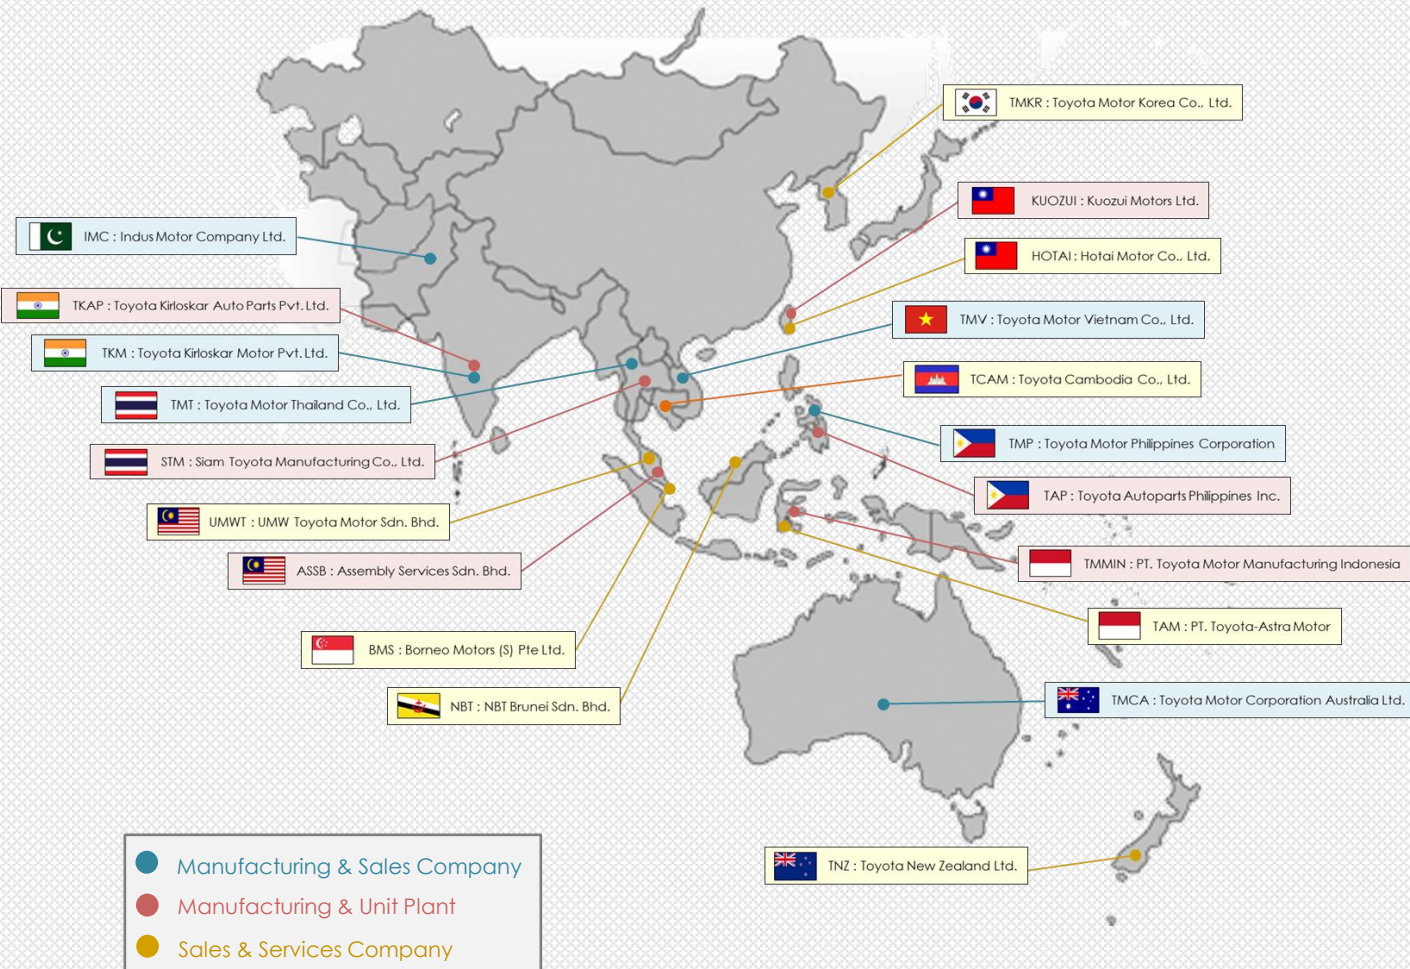 TMKR : Toyota Motor Korea Co., Ltd.
KUOZUI : Kuozui Motors Ltd.
IMC : Indus Motor Company Ltd.
HOTAI : Hotai Motor Co., Ltd.
TKAP : Toyota Kirloskar Auto Parts Pvt. Ltd.
TMV : Toyota Motor Vietnam Co., Ltd.
TKM : Toyota Kirloskar Motor Pvt. Ltd.
TCAM : Toyota Cambodia Co., Ltd.
TMT : Toyota Motor Thailand Co., Ltd.
TMP : Toyota Motor Philippines Corporation
STM : Siam Toyota Manufacturing Co., Ltd.
TAP : Toyota Autoparts Philippines Inc.
UMWT : UMW Toyota Motor Sdn. Bhd.
TMMIN : PT. Toyota Motor Manufacturing Indonesia
ASSB : Assembly Services Sdn. Bhd.
TAM : PT. Toyota-Astra Motor
BMS : Borneo Motors (S) Pte Ltd.
TMCA : Toyota Motor Corporation Australia Ltd.
NBT : NBT Brunei Sdn. Bhd.
TNZ : Toyota New Zealand Ltd.
Manufacturing & Sales Company
Manufacturing & Unit Plant
Sales & Services Company